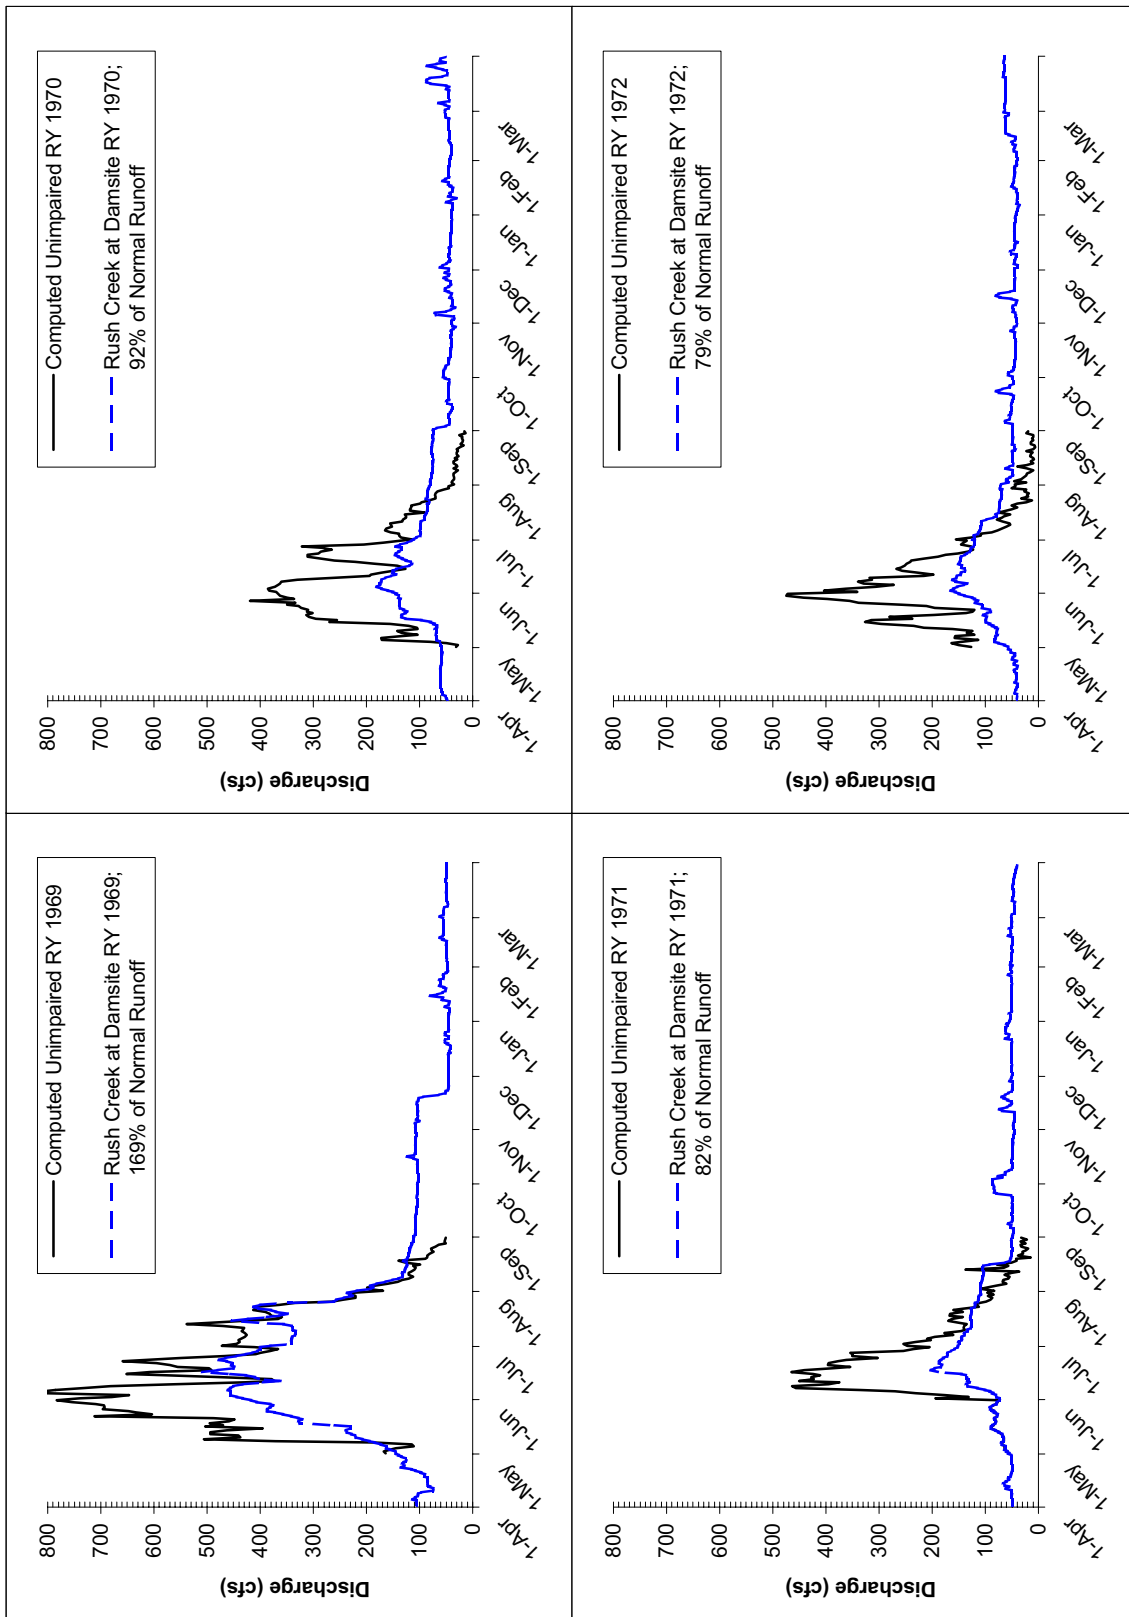 Computed Unimpaired RY 1969
Rush Creek at Damsite RY 1969;
169% of Normal Runoff
800
700
600
500
400
300
200
100
0
Discharge (cfs)
1-Apr
1-May
1-Jun
1-Jul
1-Aug
1-Sep
1-Oct
1-Nov
1-Dec
1-Jan
1-Feb
1-Mar
Computed Unimpaired RY 1970
Rush Creek at Damsite RY 1970;
92% of Normal Runoff
800
700
600
500
400
300
200
100
0
Discharge (cfs)
1-Apr
1-May
1-Jun
1-Jul
1-Aug
1-Sep
1-Oct
1-Nov
1-Dec
1-Jan
1-Feb
1-Mar
Computed Unimpaired RY 1971
Rush Creek at Damsite RY 1971;
82% of Normal Runoff
800
700
600
500
400
300
200
100
0
Discharge (cfs)
1-Apr
1-May
1-Jun
1-Jul
1-Aug
1-Sep
1-Oct
1-Nov
1-Dec
1-Jan
1-Feb
1-Mar
Computed Unimpaired RY 1972
Rush Creek at Damsite RY 1972;
79% of Normal Runoff
800
700
600
500
400
300
200
100
0
Discharge (cfs)
1-Apr
1-May
1-Jun
1-Jul
1-Aug
1-Sep
1-Oct
1-Nov
1-Dec
1-Jan
1-Feb
1-Mar